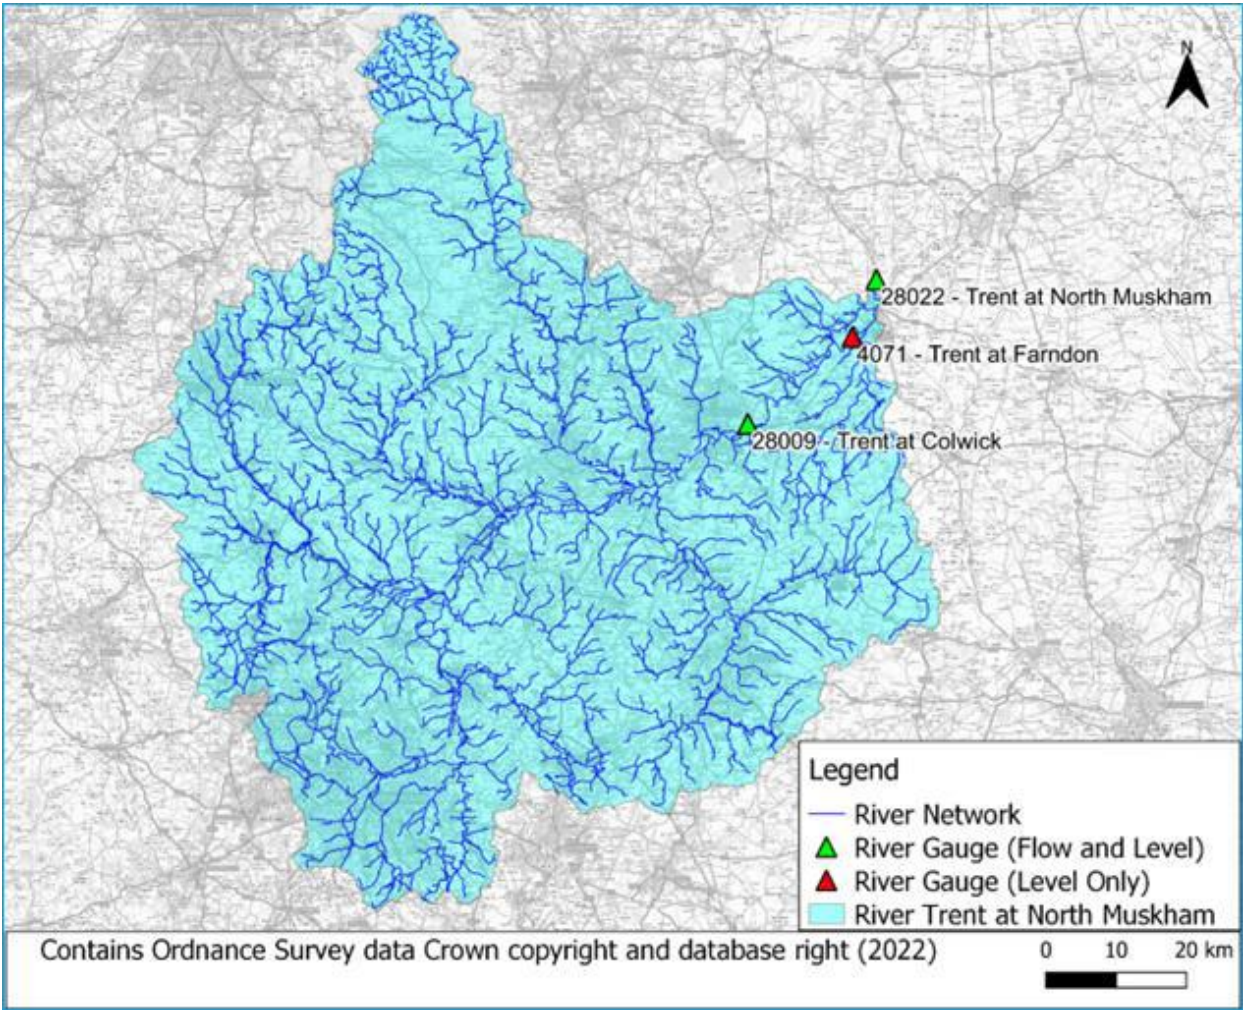 N
28022 - Trent at North Muskham
4071 - Trent at Farndon
28009 - Trent at Colwick
Legend
River Network
River Gauge (Flow and Level)
River Gauge (Level Only)
River Trent at North Muskham
Contains Ordnance Survey data Crown copyright and database right (2022)
0 10 20 km